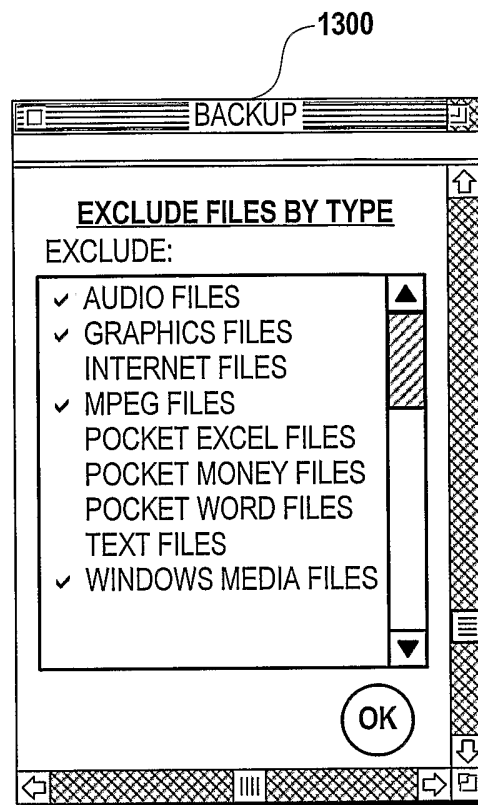 1300
BACKUP
EXCLUDE FILES BY TYPE
EXCLUDE:
✓ AUDIO FILES
✓ GRAPHICS FILES
INTERNET FILES
✓ MPEG FILES
POCKET EXCEL FILES
POCKET MONEY FILES
POCKET WORD FILES
TEXT FILES
✓ WINDOWS MEDIA FILES
OK